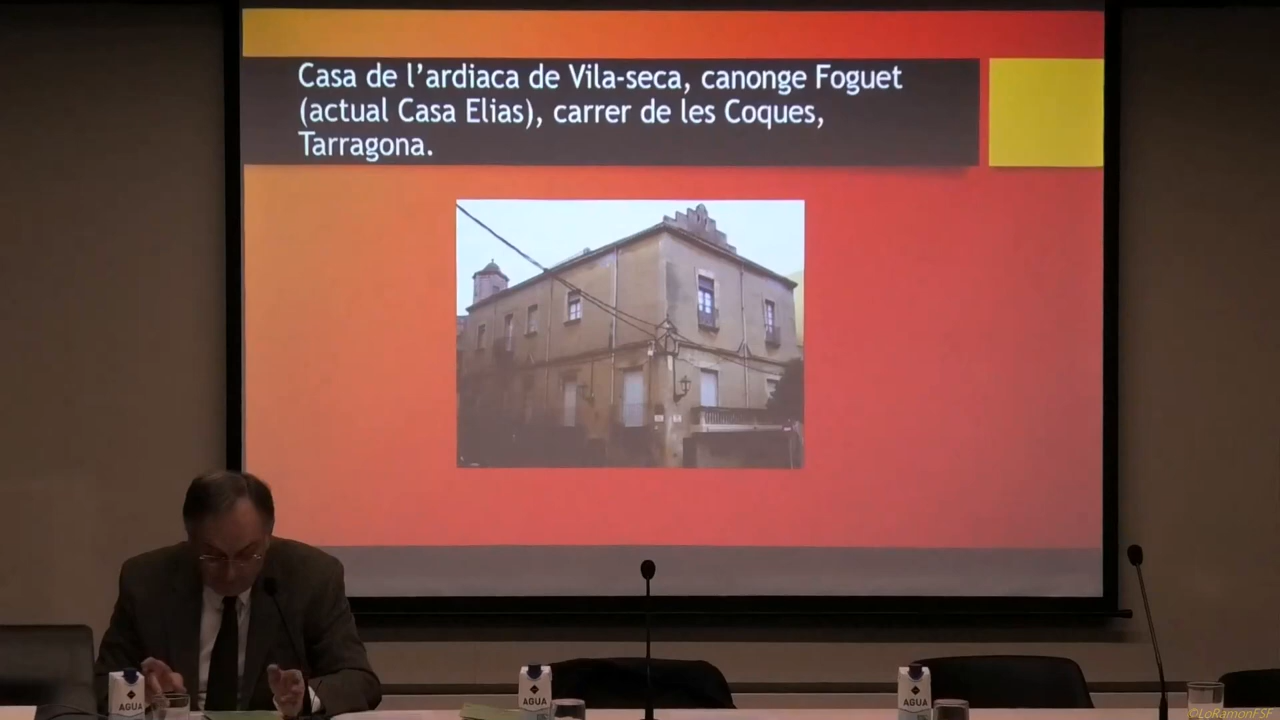 Casa de l'ardiaca de Vila-seca, canonge Foguet
(actual Casa Elias), carrer de les Coques,
Tarragona.
AGUA
AGUA
AGUA
©LoRamonFSF